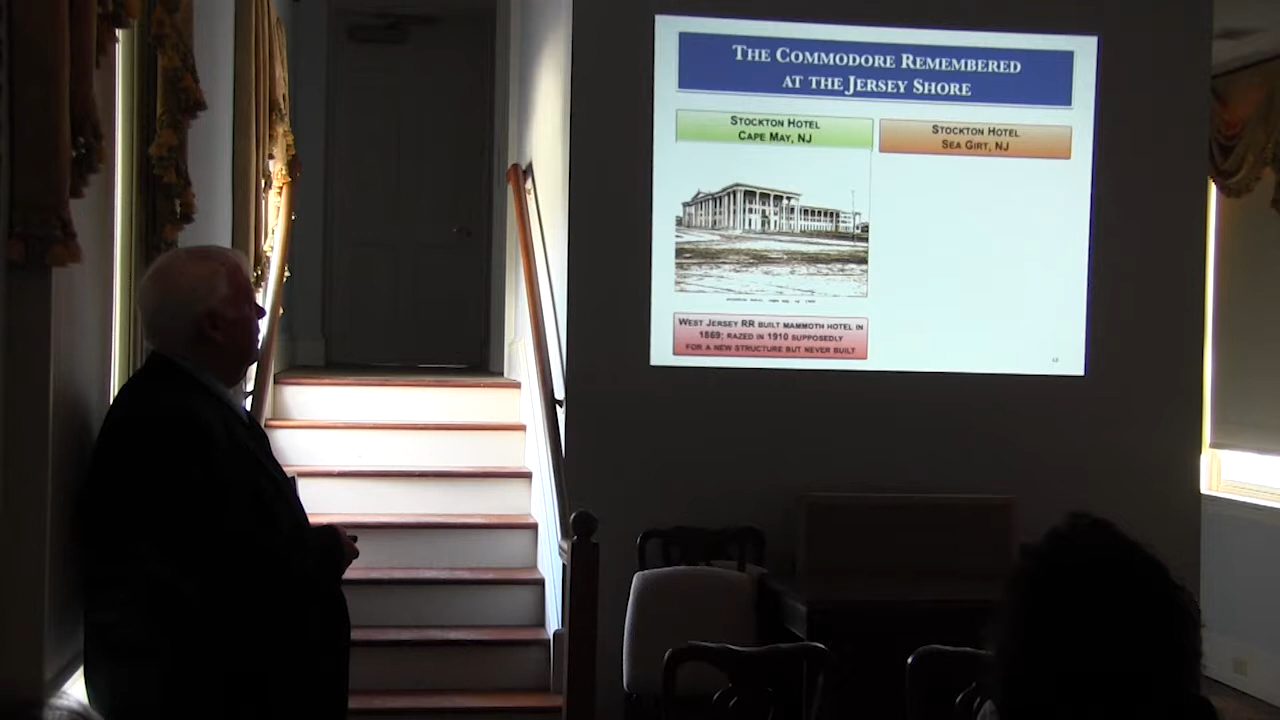 THE COMMODORE REMEMBERED
AT THE JERSEY SHORE
STOCKTON HOTEL
CAPE MAY, NJ
STOCKTON HOTEL
SEA GIRT, NJ
WEST JERSEY RR BUILT MAMMOTH HOTEL IN
1869; RAZED IN 1910 SUPPOSEDLY
FOR A NEW STRUCTURE BUT NEVER BUILT